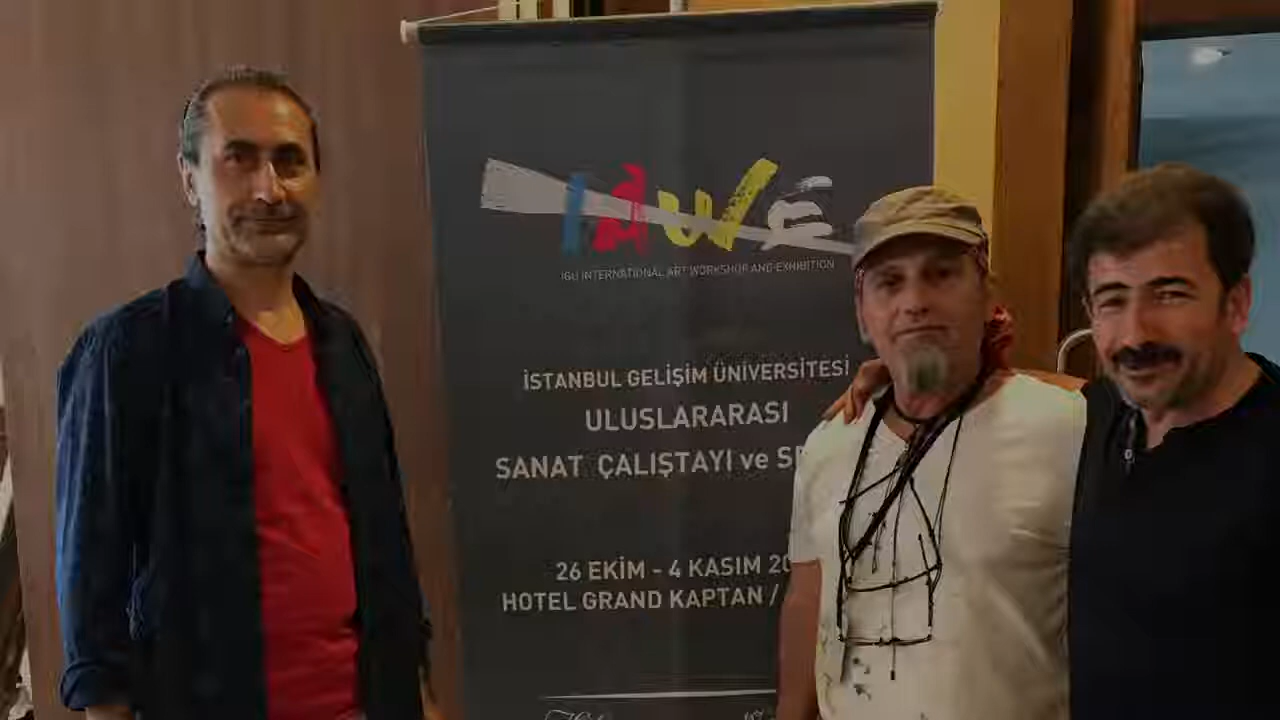 IAWE
IGU INTERNATIONAL ART WORKSHOP AND EXHIBITION
İSTANBUL GELİŞİM ÜNİVERSİTESİ
ULUSLARARASI
SANAT ÇALIŞTAYI ve
26 EKİM - 4 KASIM
HOTEL GRAND KAPTAN /